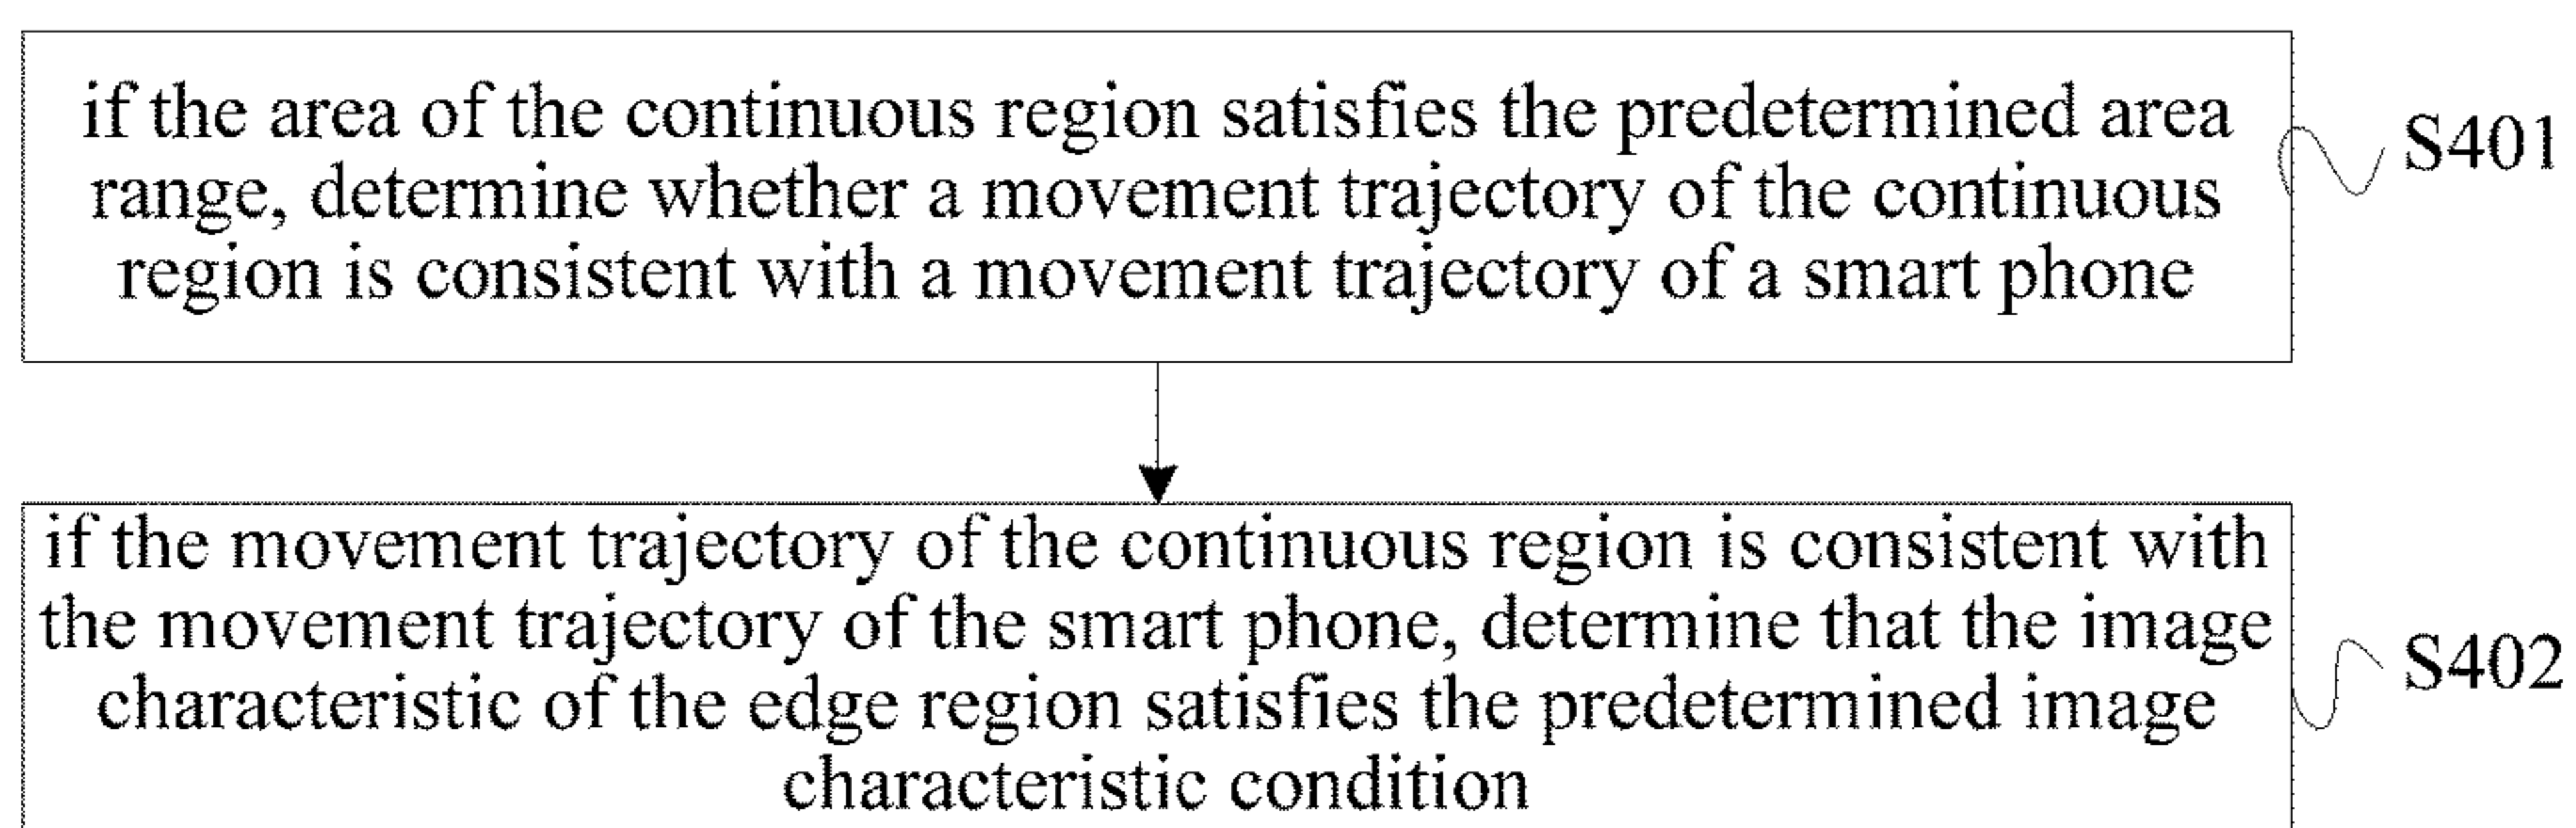 if the area of the continuous region satisfies the predetermined area
range, determine whether a movement trajectory of the continuous
region is consistent with a movement trajectory of a smart phone
S401
if the movement trajectory of the continuous region is consistent with
the movement trajectory of the smart phone, determine that the image
characteristic of the edge region satisfies the predetermined image
characteristic condition
S402